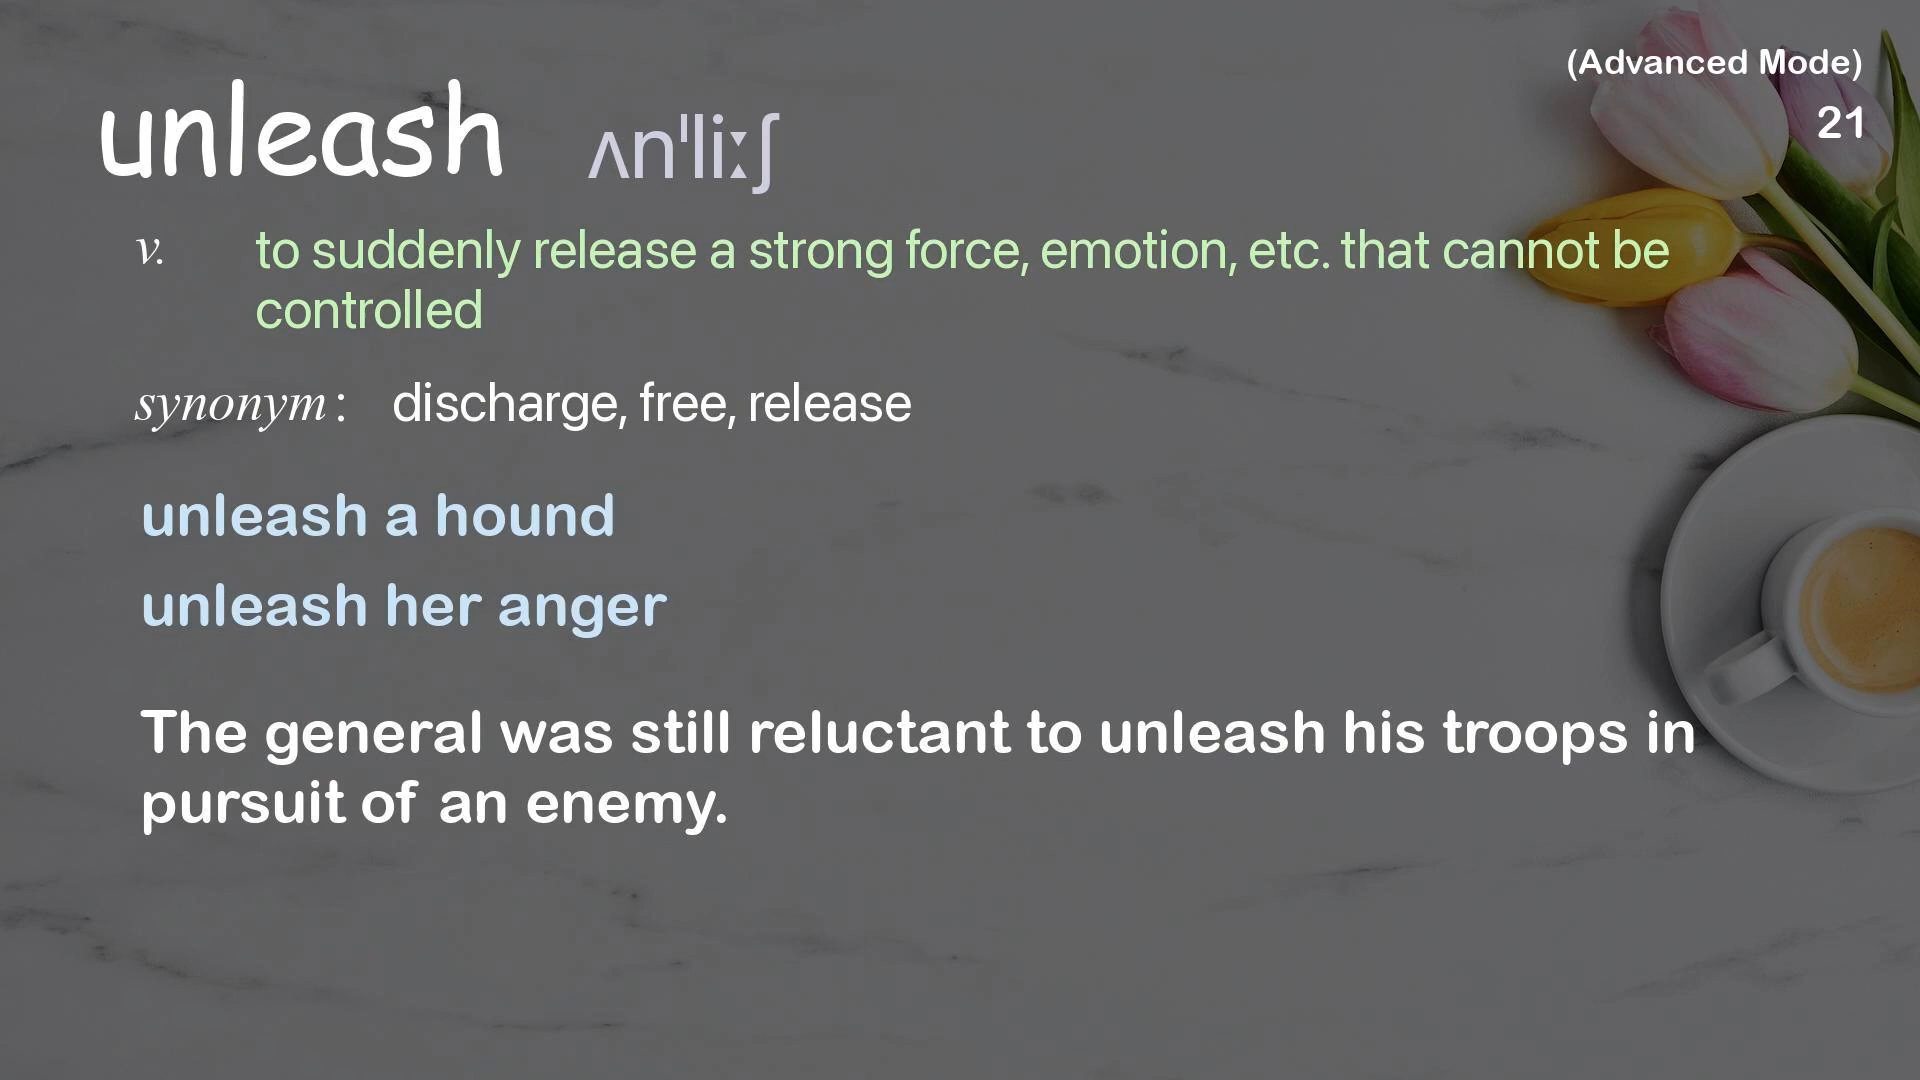 (Advanced Mode)
21
unleash ʌnˈliːʃ
v. to suddenly release a strong force, emotion, etc. that cannot be
controlled
synonym: discharge, free, release
unleash a hound
unleash her anger
The general was still reluctant to unleash his troops in
pursuit of an enemy.